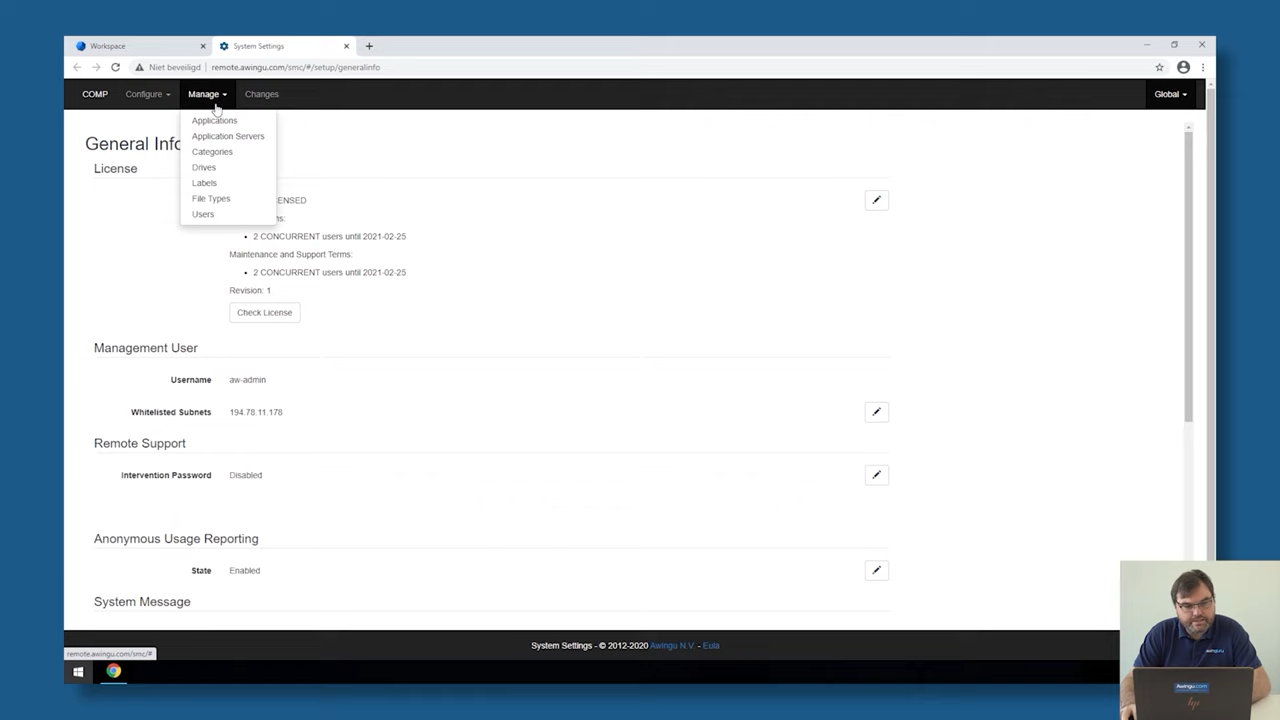 Workspace
System Settings
Niet beveiligd
remote.awingu.com/smc/#/setup/generalinfo
COMP
Configure
Manage
Changes
Global
Applications
Application Servers
Categories
Drives
Labels
File Types
Users
General Info
License
2 CONCURRENT users until 2021-02-25
Maintenance and Support Terms:
2 CONCURRENT users until 2021-02-25
Revision: 1
Check License
Management User
Username aw-admin
Whitelisted Subnets 194.78.11.178
Remote Support
Intervention Password Disabled
Anonymous Usage Reporting
State Enabled
System Message
System Settings - © 2012-2020 Awingu N.V. - Eula
remote.awingu.com/smc/#
Awingu.com
hp